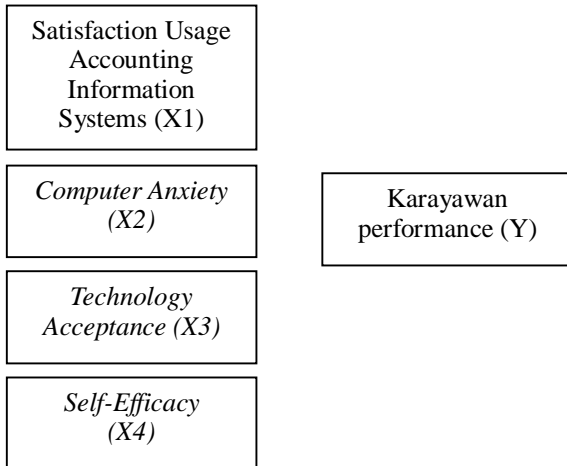 Satisfaction Usage
Accounting
Information
Systems (X1)
Computer Anxiety
(X2)
Karayawan
performance (Y)
Technology
Acceptance (X3)
Self-Efficacy
(X4)